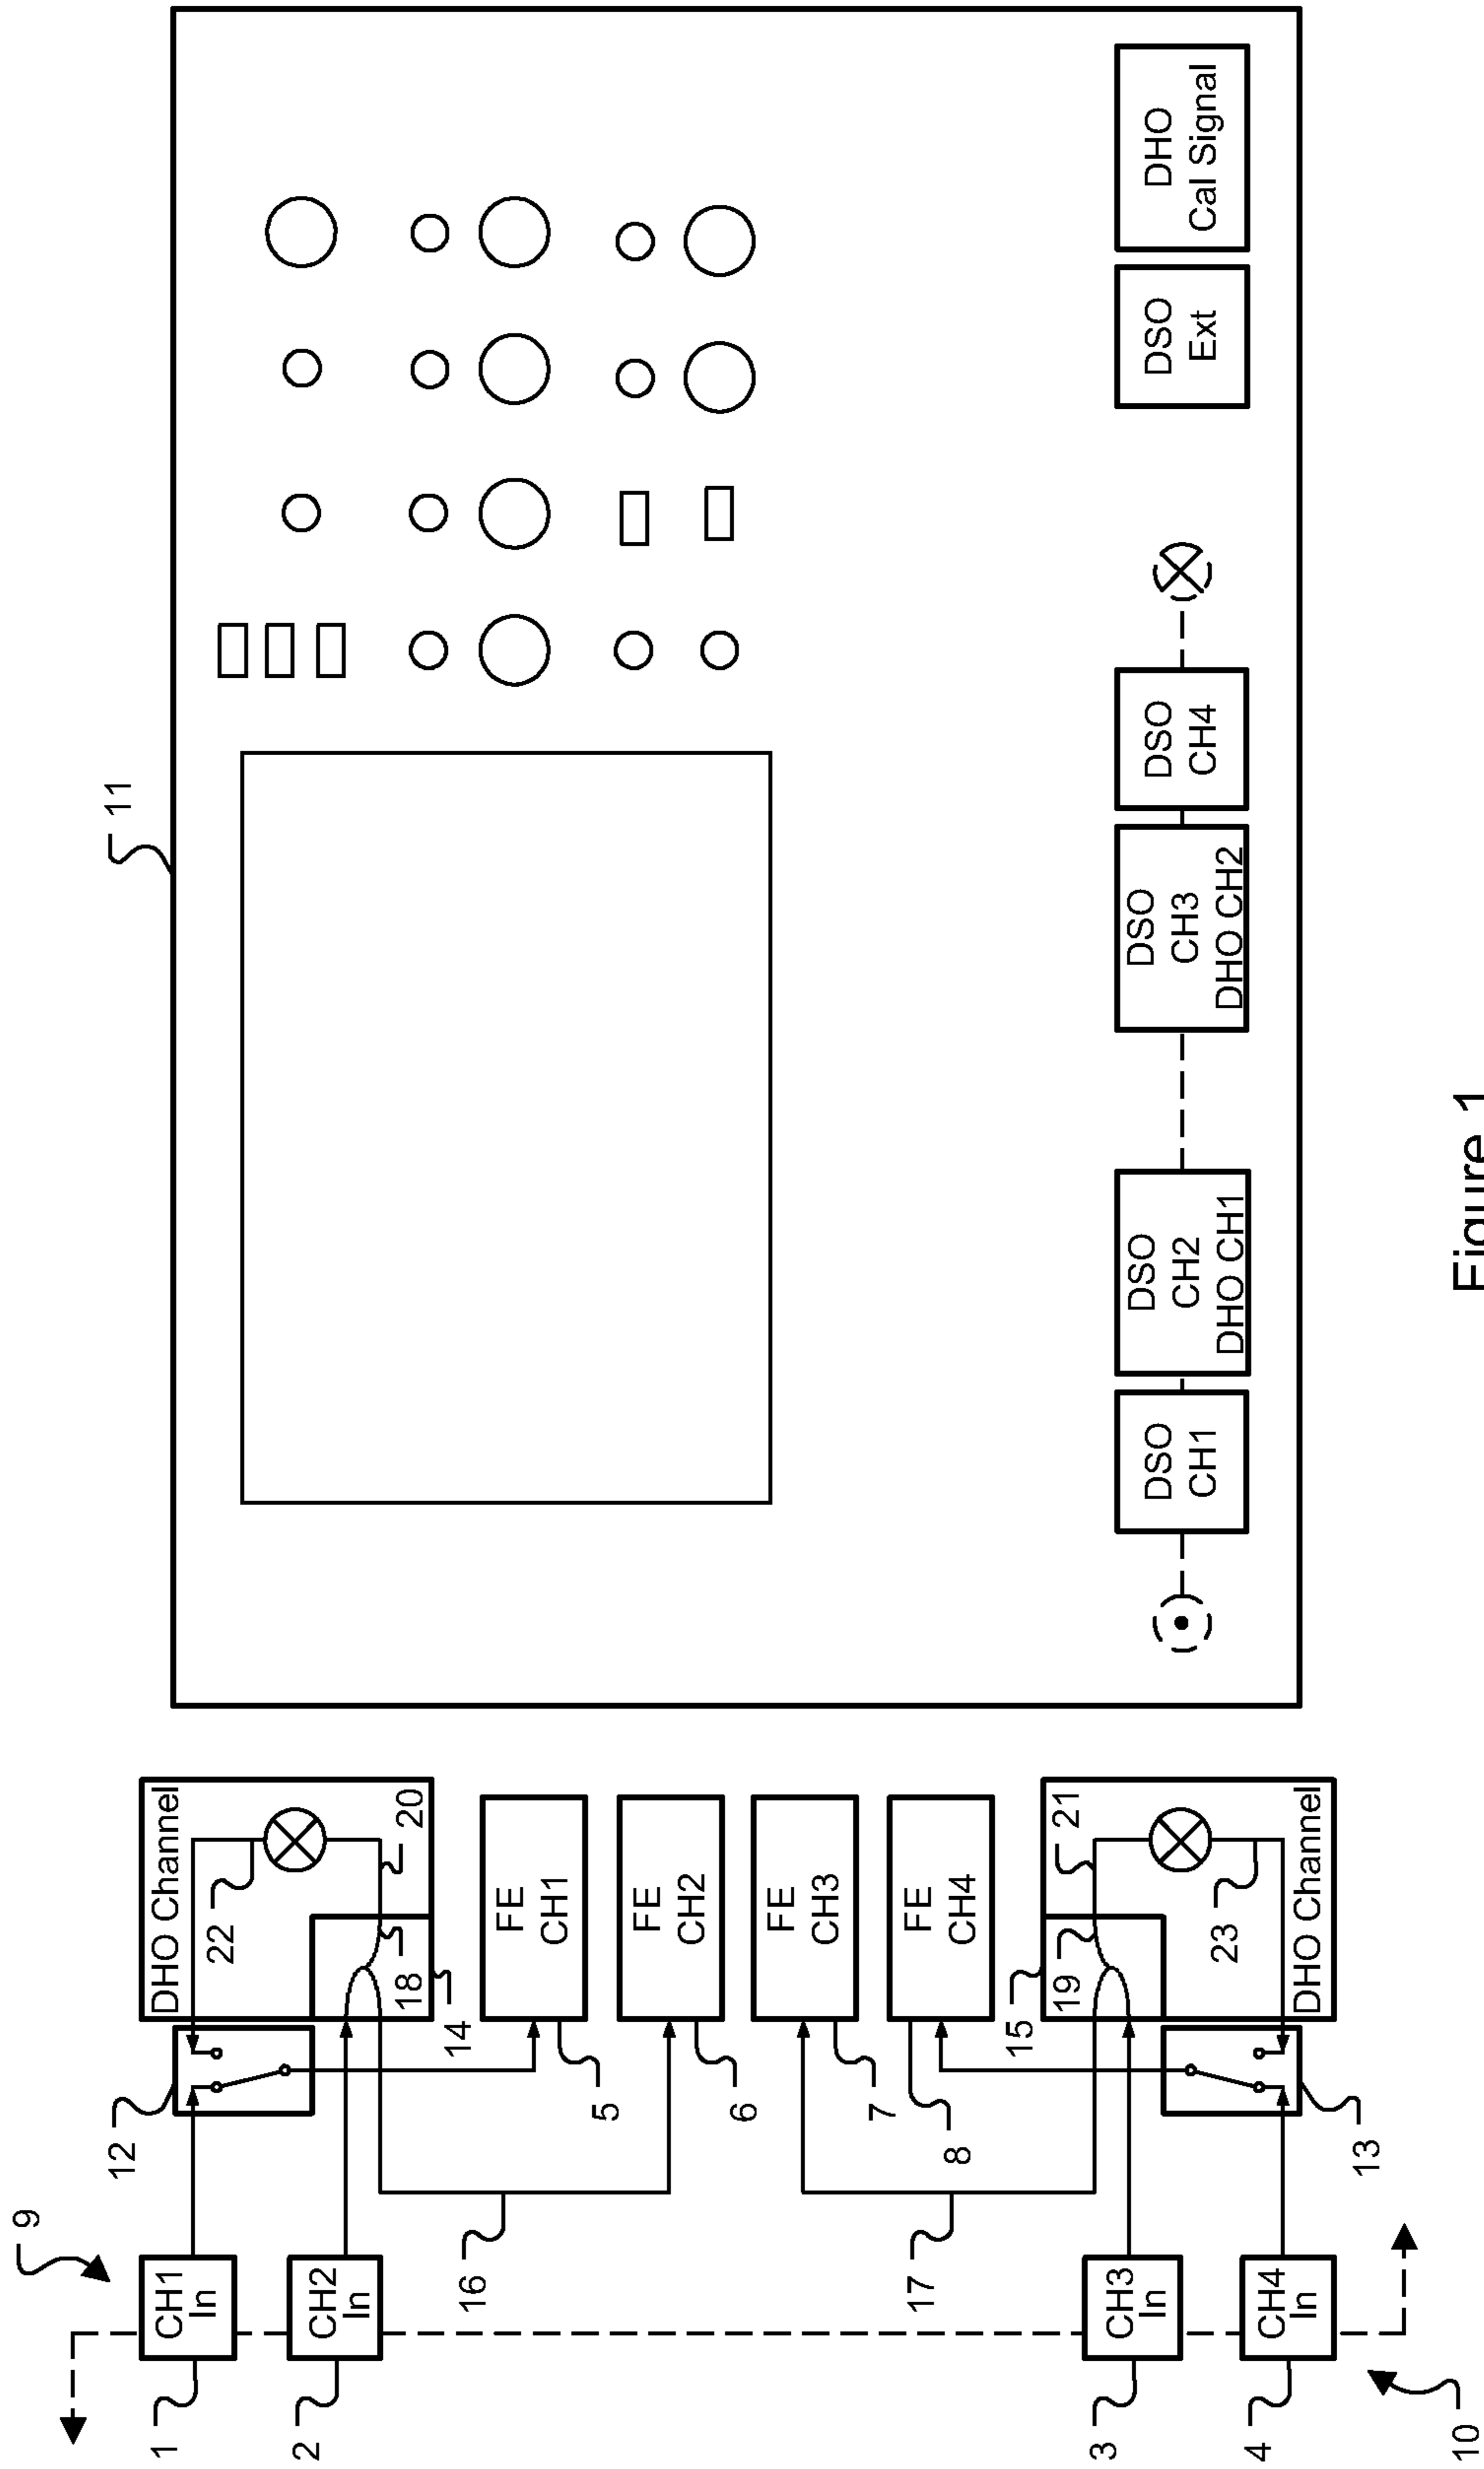 9
1
CH1
In
12
22
DHO Channel
2
CH2
In
16
14
18
20
5
FE
CH1
6
FE
CH2
7
FE
CH3
8
FE
CH4
17
15
19
21
3
CH3
In
4
CH4
In
10
13
23
DHO Channel
11
DSO
CH1
DSO
CH2
DHO CH1
DSO
CH3
DHO CH2
DSO
CH4
DSO
Ext
DHO
Cal Signal
Figure 1